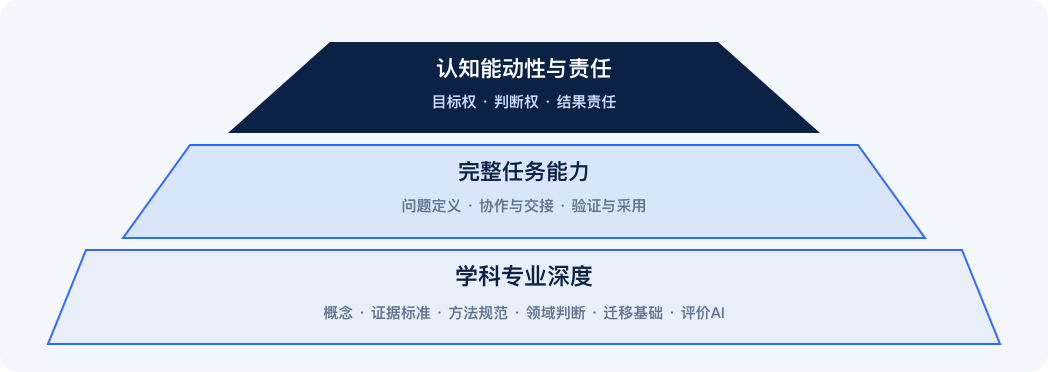 认知能动性与责任
目标权 · 判断权 · 结果责任
完整任务能力
问题定义 · 协作与交接 · 验证与采用
学科专业深度
概念 · 证据标准 · 方法规范 · 领域判断 · 迁移基础 · 评价AI